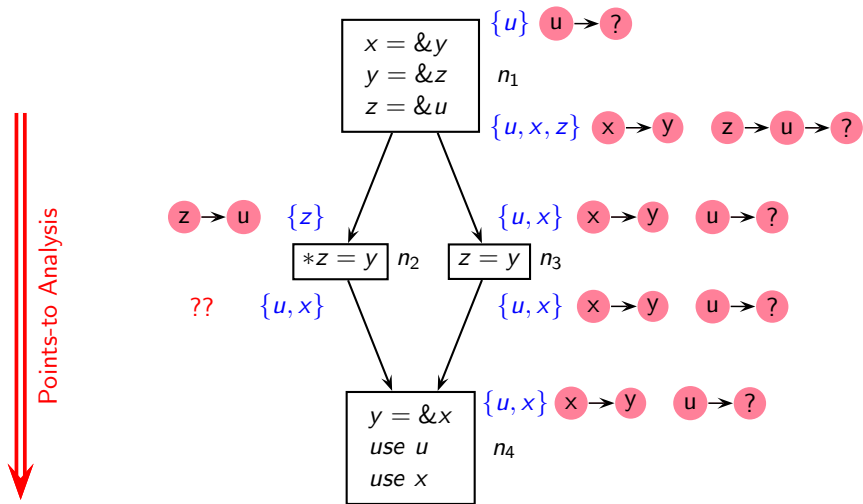 {u} u → ?
x = &y
y = &z
z = &u
n1
{u, x, z} x → y z → u → ?
z → u {z} {u, x} x → y u → ?
*z = y n2 z = y n3
?? {u, x} {u, x} x → y u → ?
{u, x} x → y u → ?
y = &x
use u
use x
n4
Points-to Analysis